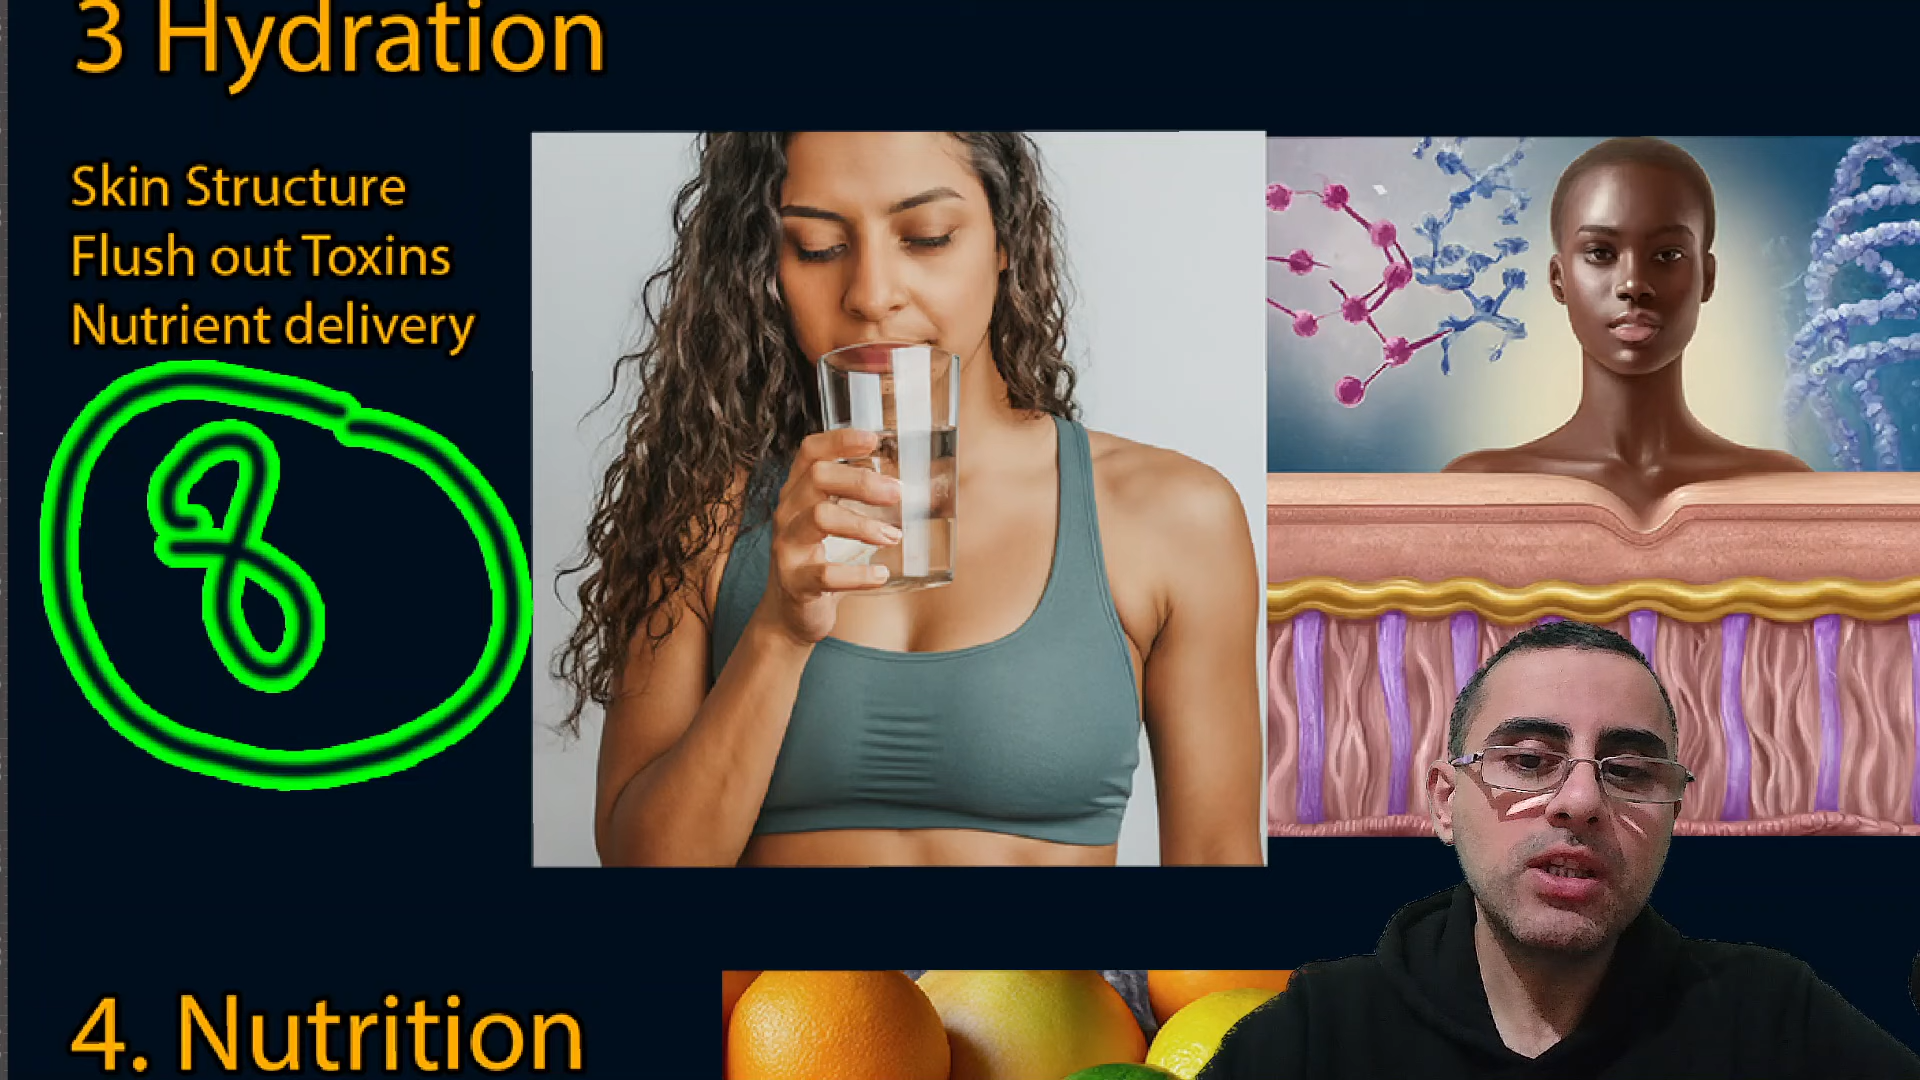 3 Hydration
Skin Structure
Flush out Toxins
Nutrient delivery
8
4. Nutrition